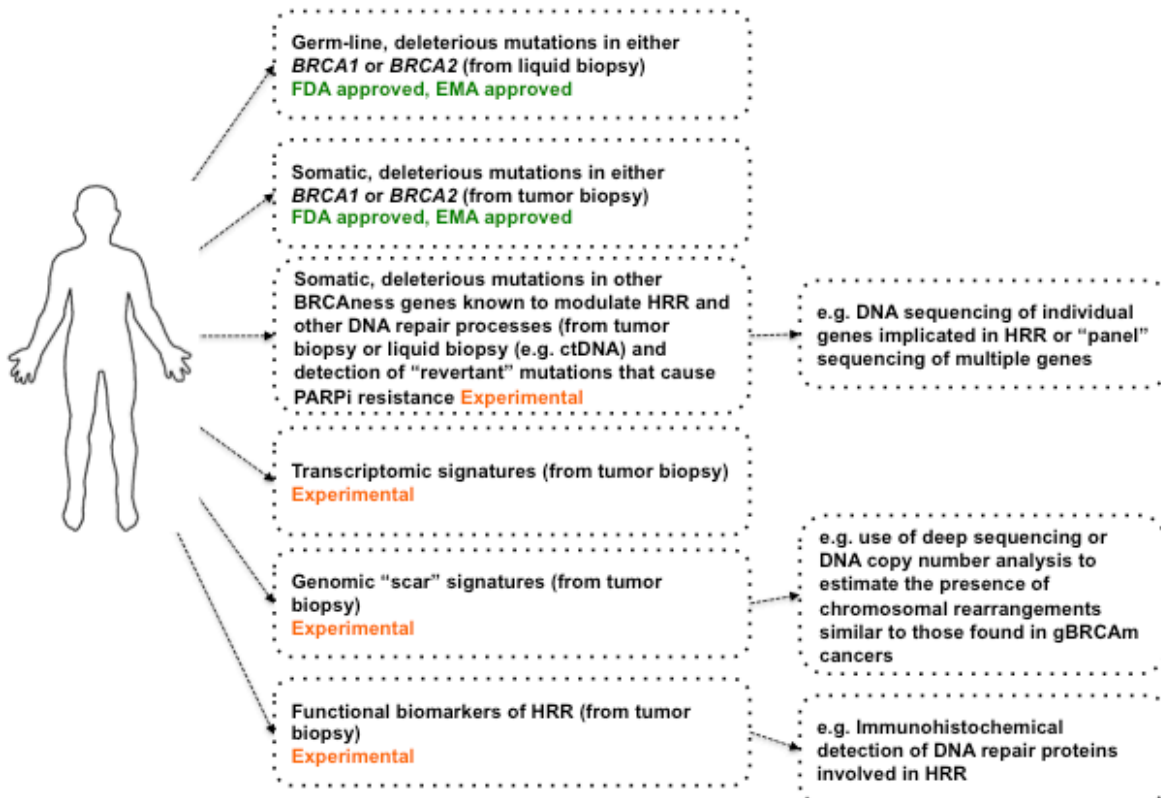 Germ-line, deleterious mutations in either
BRCA1 or BRCA2 (from liquid biopsy)
FDA approved, EMA approved
Somatic, deleterious mutations in either
BRCA1 or BRCA2 (from tumor biopsy)
FDA approved, EMA approved
Somatic, deleterious mutations in other
BRCAness genes known to modulate HRR and
other DNA repair processes (from tumor
biopsy or liquid biopsy (e.g. ctDNA) and
detection of “revertant” mutations that cause
PARPi resistance Experimental
e.g. DNA sequencing of individual
genes implicated in HRR or “panel”
sequencing of multiple genes
Transcriptomic signatures (from tumor biopsy)
Experimental
Genomic “scar” signatures (from tumor
biopsy)
Experimental
e.g. use of deep sequencing or
DNA copy number analysis to
estimate the presence of
chromosomal rearrangements
similar to those found in gBRCAm
cancers
Functional biomarkers of HRR (from tumor
biopsy)
Experimental
e.g. Immunohistochemical
detection of DNA repair proteins
involved in HRR